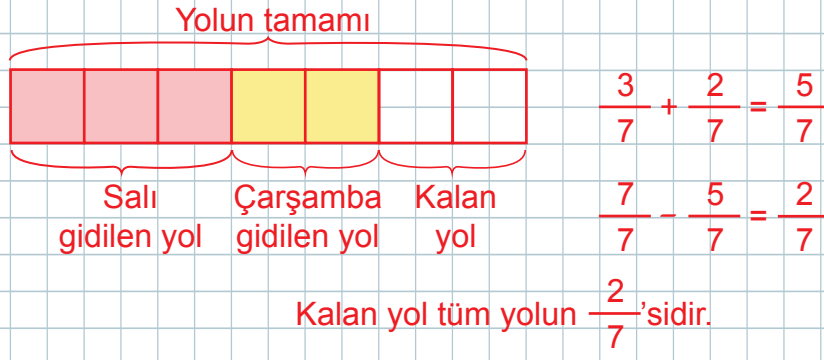 Yolun tamamı
3/7 + 2/7 = 5/7
Salı gidilen yol
Çarşamba gidilen yol
Kalan yol
7/7 − 5/7 = 2/7
Kalan yol tüm yolun 2/7 'sidir.